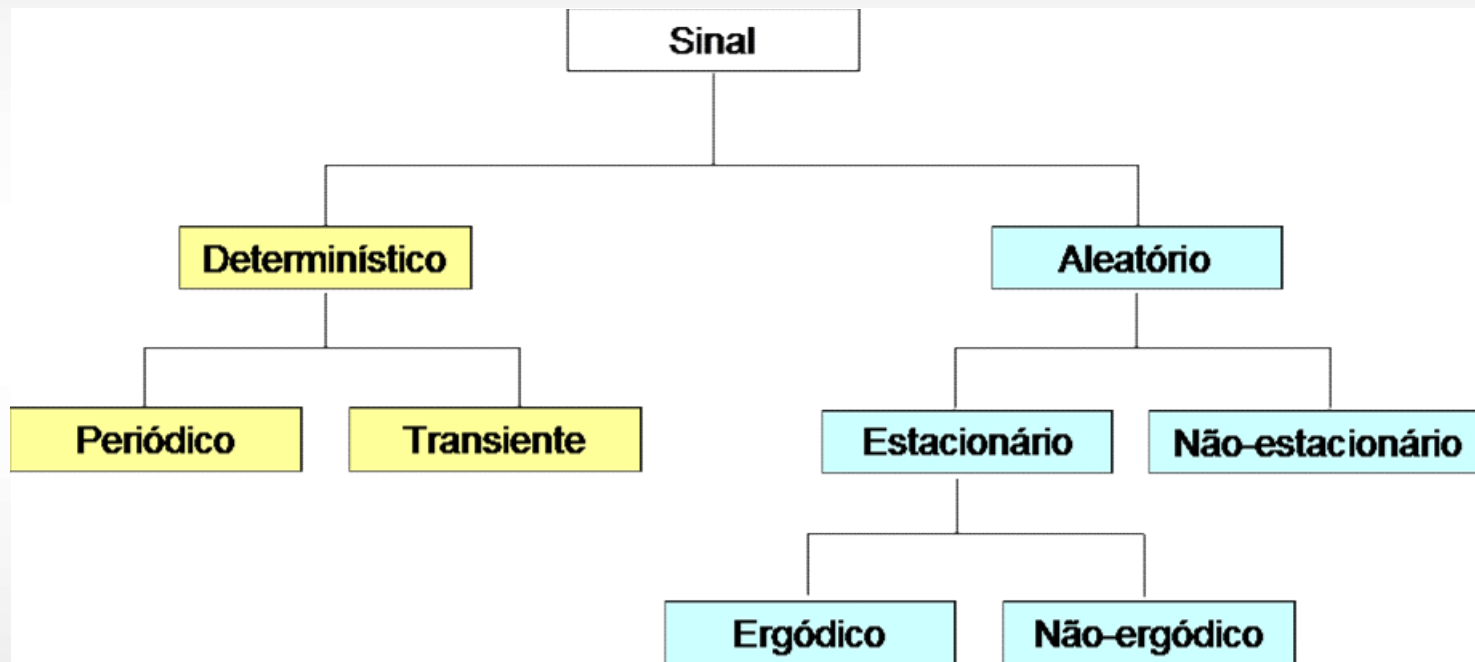 Sinal
Determinístico
Aleatório
Periódico
Transiente
Estacionário
Não-estacionário
Ergódico
Não-ergódico